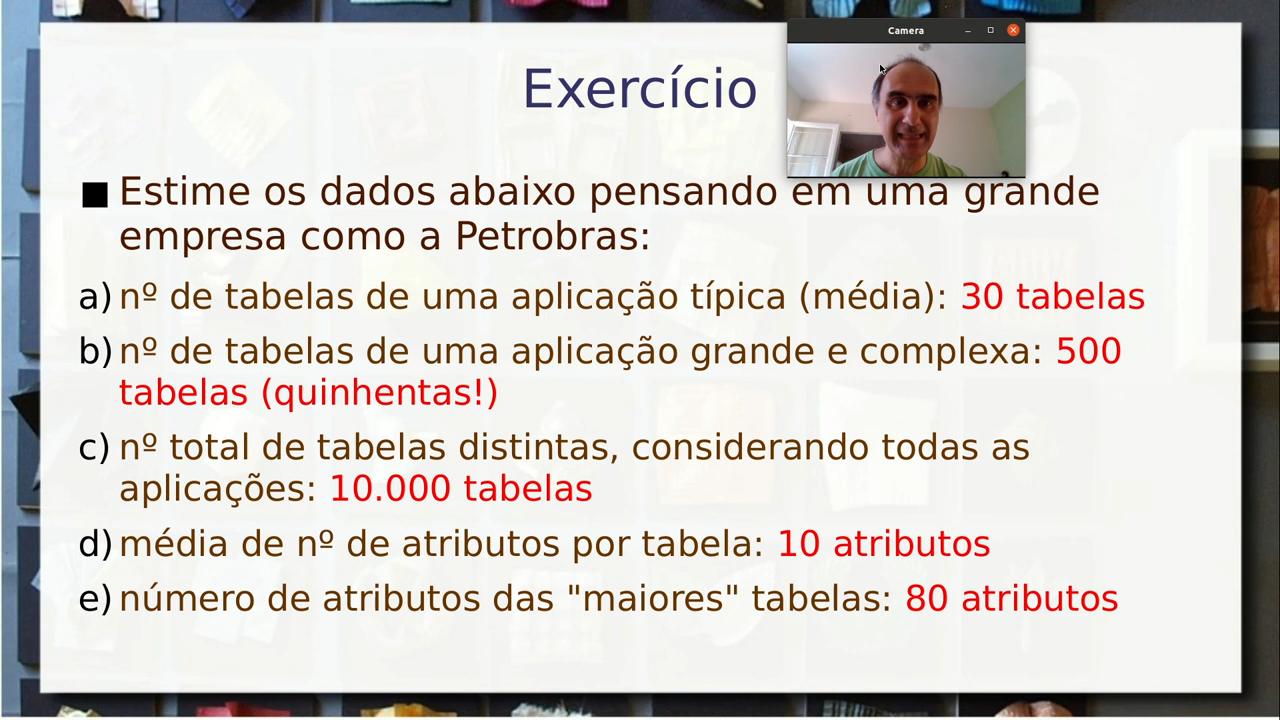 Camera
Exercício
Estime os dados abaixo pensando em uma grande
empresa como a Petrobras:
a) nº de tabelas de uma aplicação típica (média): 30 tabelas
b) nº de tabelas de uma aplicação grande e complexa: 500
tabelas (quinhentas!)
c) nº total de tabelas distintas, considerando todas as
aplicações: 10.000 tabelas
d) média de nº de atributos por tabela: 10 atributos
e) número de atributos das "maiores" tabelas: 80 atributos